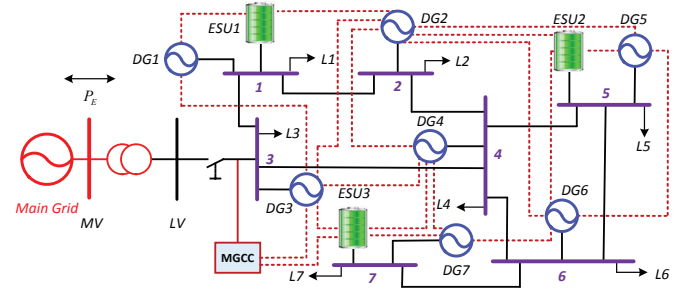 ESU1
DG2
ESU2
DG5
DG1
L1
L2
1
2
5
P_E
DG4
L3
3
4
L5
Main Grid
MV
LV
DG3
ESU3
L4
DG6
MGCC
DG7
L7
7
6
L6